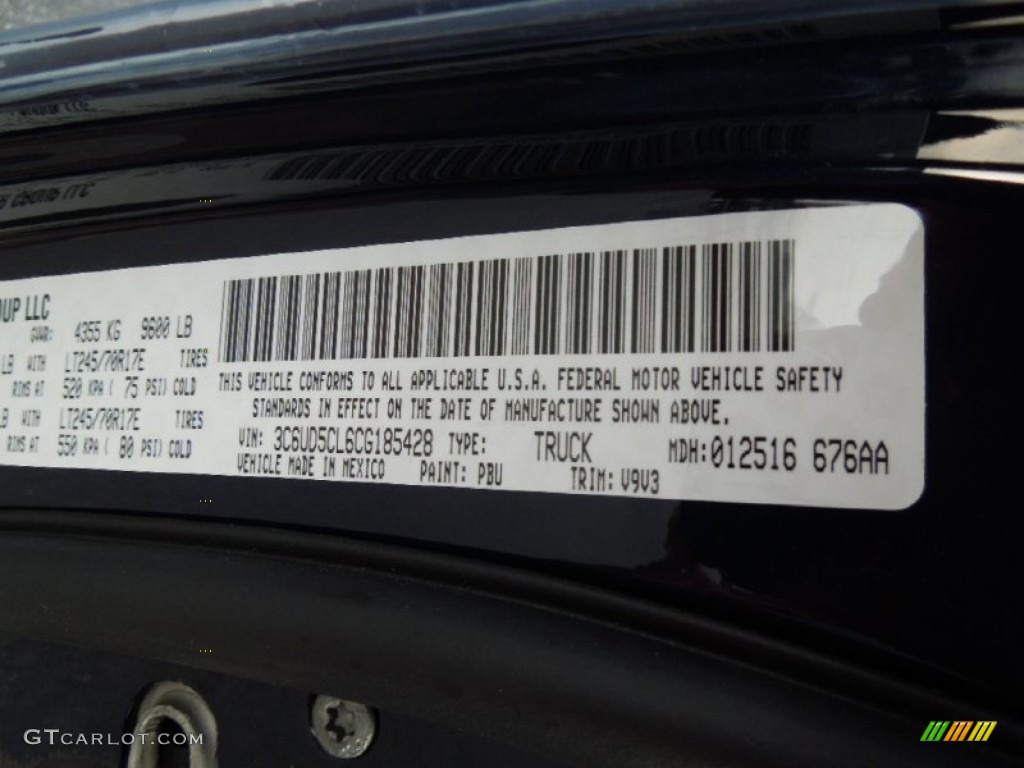 OUP LLC
GVWR: 4355 KG 9600 LB
LB WITH LT245/70R17E TIRES
RIMS AT 520 KPA ( 75 PSI) COLD
LB WITH LT245/70R17E TIRES
550 KPA ( 80 PSI) COLD
THIS VEHICLE CONFORMS TO ALL APPLICABLE U.S.A. FEDERAL MOTOR VEHICLE SAFETY
STANDARDS IN EFFECT ON THE DATE OF MANUFACTURE SHOWN ABOVE.
VIN: 3C6UD5CL6CG185428 TYPE: TRUCK MDH:012516 676AA
VEHICLE MADE IN MEXICO PAINT: PBU TRIM: V9V3
GTCARLOT.COM